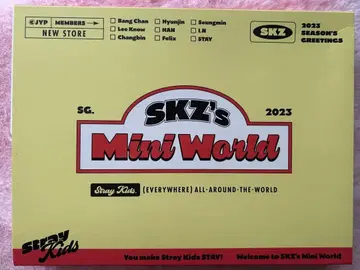 ©JYP MEMBERS→
NEW STORE
Bang Chan
Lee Know
Changbin
Hyunjin
HAN
Felix
Seungmin
I.N
STAY
SKZ
2023
SEASON'S
GREETINGS
SG.
SKZ's
2023
Mini World
Stray Kids. (EVERYWHERE) ALL-AROUND-THE-WORLD
Stray
Kids
You make Stray Kids STAY!
Welcome to SKZ's Mini World